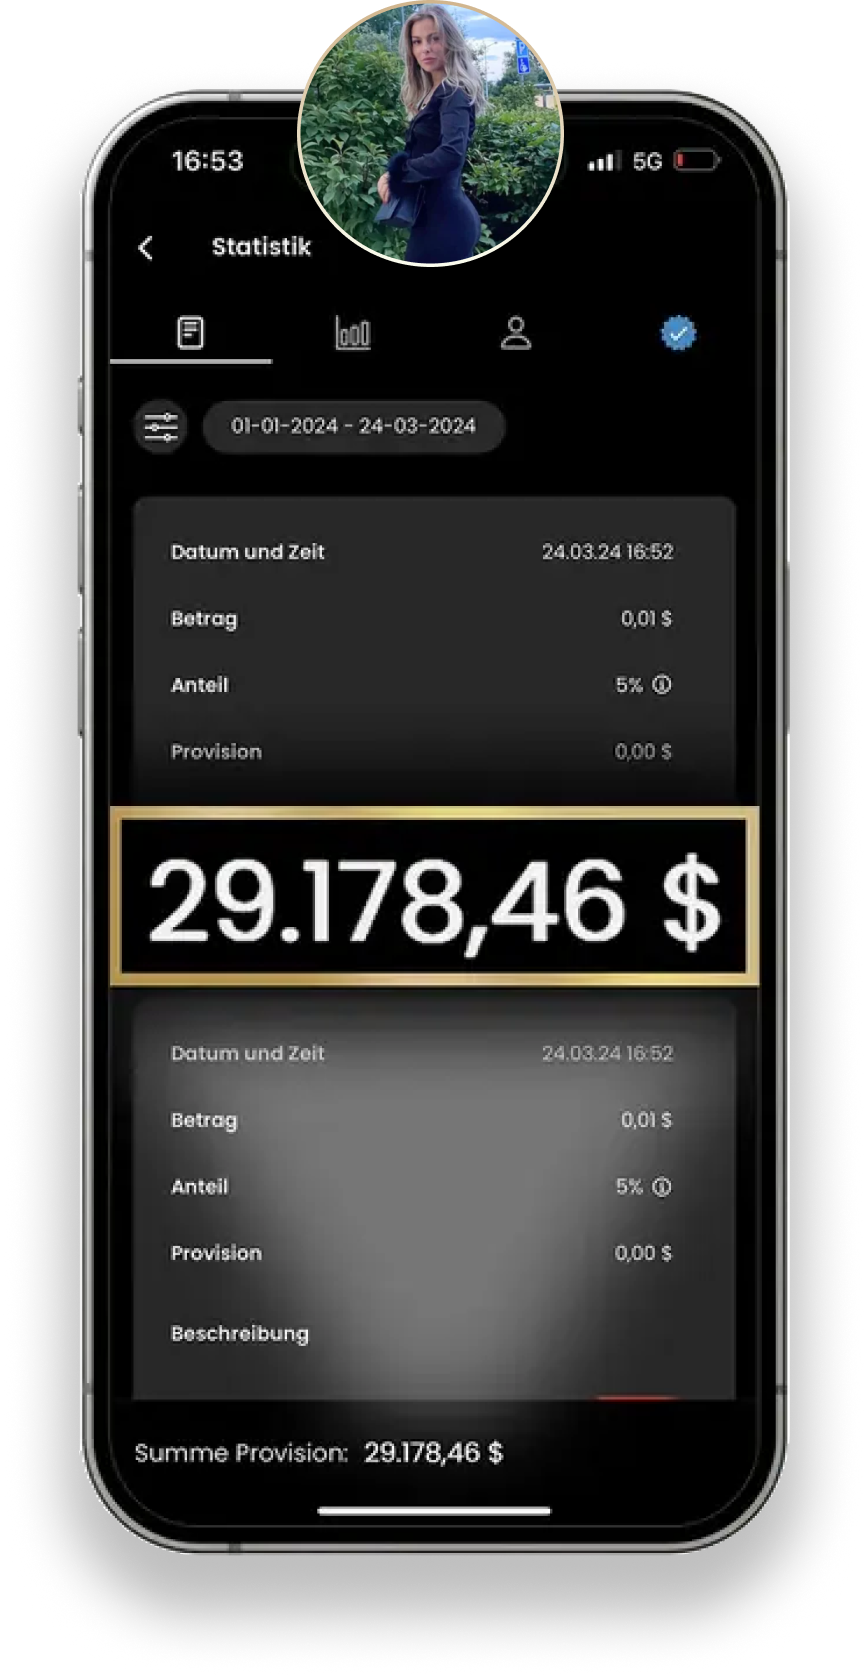 16:53
5G
Statistik
01-01-2024 - 24-03-2024
Datum und Zeit 24.03.24 16:52
Betrag 0,01 $
Anteil 5%
Provision 0,00 $
29.178,46 $
Datum und Zeit 24.03.24 16:52
Betrag 0,01 $
Anteil 5%
Provision 0,00 $
Beschreibung
Summe Provision: 29.178,46 $